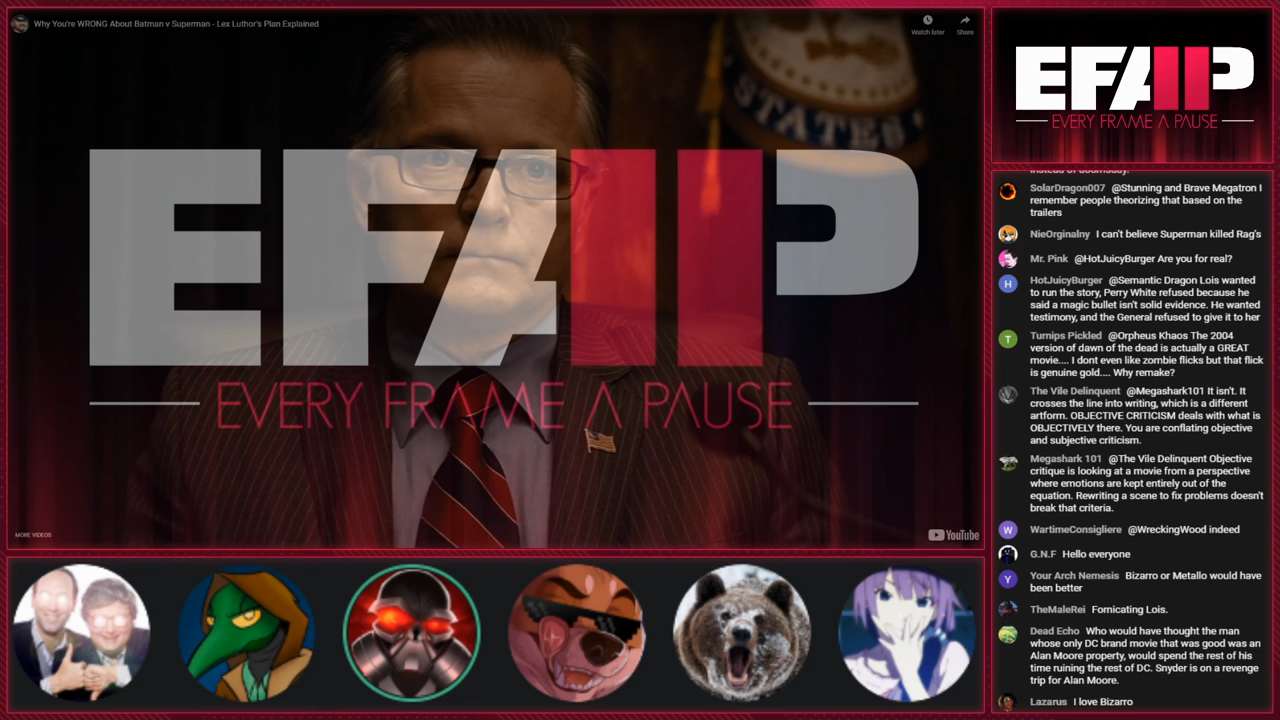 Why You're WRONG About Batman v Superman - Lex Luthor's Plan Explained
Watch later
Share
STATES
EFAP
EVERY FRAME A PAUSE
MORE VIDEOS
YouTube
EFAP
EVERY FRAME A PAUSE
instead of doomsday.
SolarDragon007 @Stunning and Brave Megatron I
remember people theorizing that based on the
trailers
NieOrginalny I can't believe Superman killed Rag's
Mr. Pink @HotJuicyBurger Are you for real?
H
HotJuicyBurger @Semantic Dragon Lois wanted
to run the story, Perry White refused because he
said a magic bullet isn't solid evidence. He wanted
testimony, and the General refused to give it to her
T
Turnips Pickled @Orpheus Khaos The 2004
version of dawn of the dead is actually a GREAT
movie.... I dont even like zombie flicks but that flick
is genuine gold.... Why remake?
The Vile Delinquent @Megashark101 It isn't. It
crosses the line into writing, which is a different
artform. OBJECTIVE CRITICISM deals with what is
OBJECTIVELY there. You are conflating objective
and subjective criticism.
Megashark 101 @The Vile Delinquent Objective
critique is looking at a movie from a perspective
where emotions are kept entirely out of the
equation. Rewriting a scene to fix problems doesn't
break that criteria.
W
WartimeConsigliere @WreckingWood indeed
G.N.F Hello everyone
Y
Your Arch Nemesis Bizarro or Metallo would have
been better
TheMaleRei Fornicating Lois.
Dead Echo Who would have thought the man
whose only DC brand movie that was good was an
Alan Moore property, would spend the rest of his
time ruining the rest of DC. Snyder is on a revenge
trip for Alan Moore.
Lazarus I love Bizarro